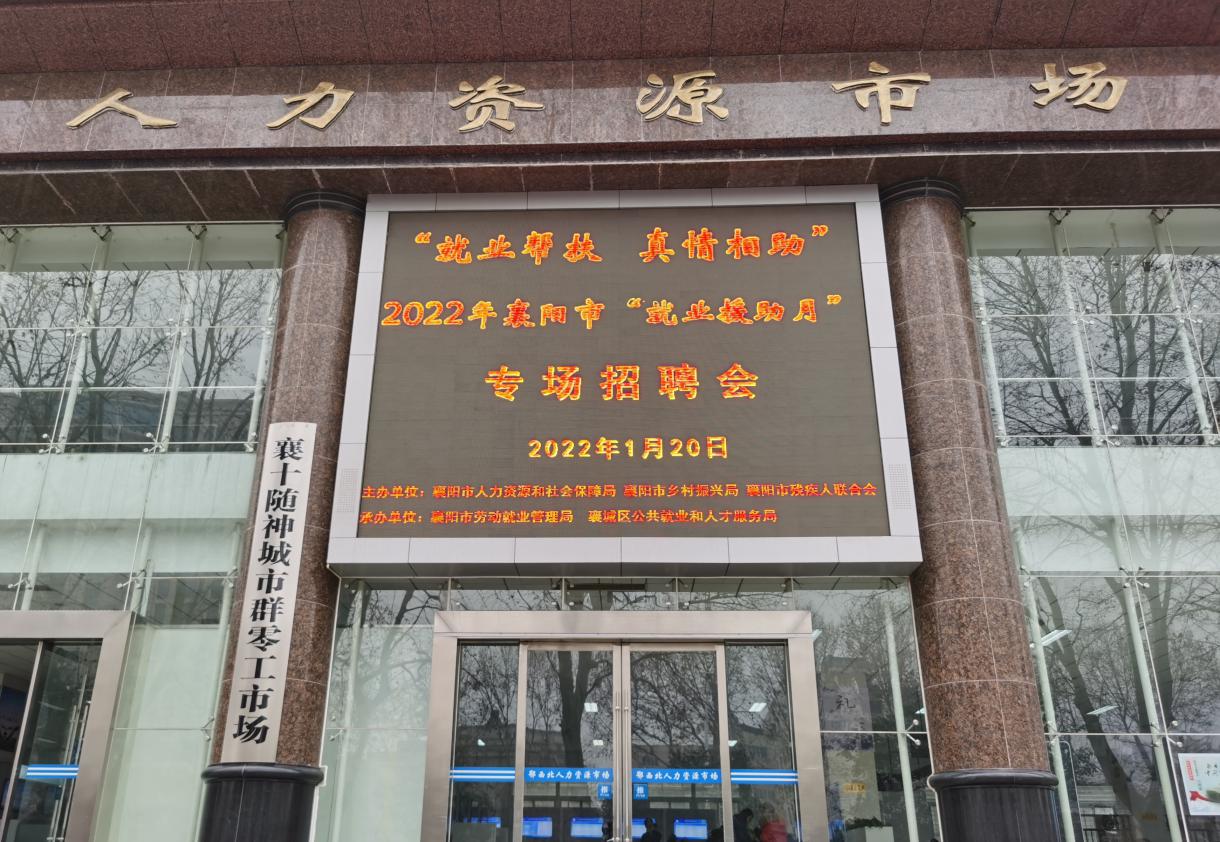 人力资源市场
“就业帮扶 真情相助”
2022年襄阳市“就业援助月”
专场招聘会
2022年1月20日
主办单位：襄阳市人力资源和社会保障局 襄阳市乡村振兴局 襄阳市残疾人联合会
承办单位：襄阳市劳动就业管理局 襄城区公共就业和人才服务局
襄十随神城市群零工市场
鄂西北人力资源市场
鄂西北人力资源市场
推
推
礼